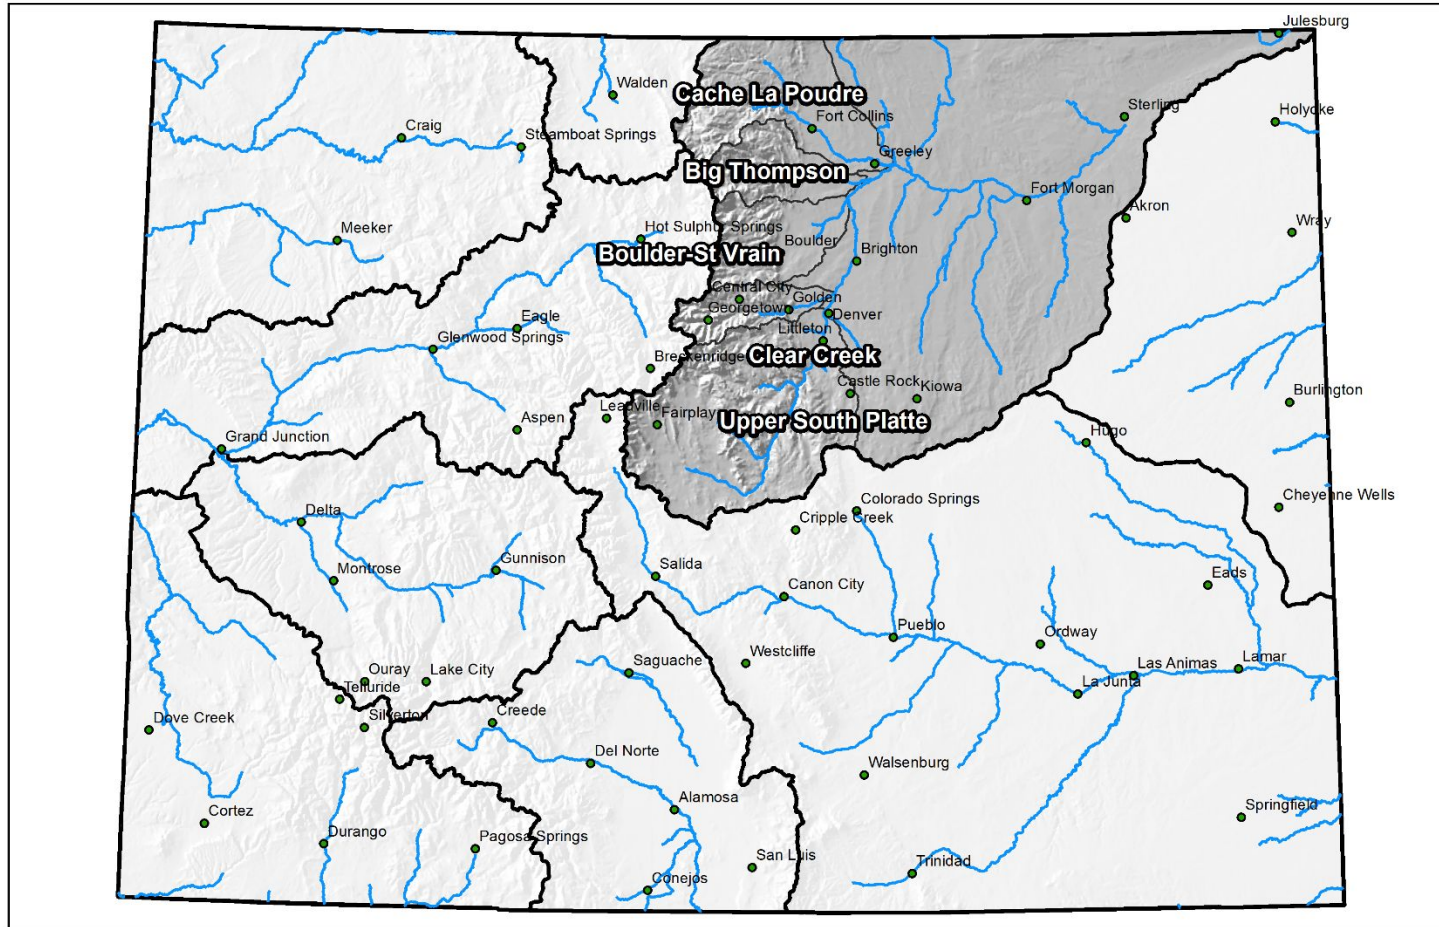 Julesburg
Walden
Cache La Poudre
Sterling
Holyoke
Fort Collins
Craig
Steamboat Springs
Greeley
Big Thompson
Fort Morgan
Akron
Wray
Meeker
Hot Sulphur Springs
Boulder
Boulder-St Vrain
Brighton
Central City
Golden
Georgetown
Denver
Eagle
Littleton
Glenwood Springs
Clear Creek
Breckenridge
Castle Rock
Kiowa
Burlington
Aspen
Leadville
Fairplay
Upper South Platte
Grand Junction
Hugo
Colorado Springs
Cheyenne Wells
Delta
Cripple Creek
Gunnison
Montrose
Salida
Canon City
Eads
Pueblo
Ordway
Westcliffe
Saguache
Las Animas
Lamar
Ouray
Lake City
La Junta
Telluride
Silverton
Creede
Dove Creek
Del Norte
Walsenburg
Alamosa
Cortez
Springfield
Durango
Pagosa Springs
San Luis
Trinidad
Conejos